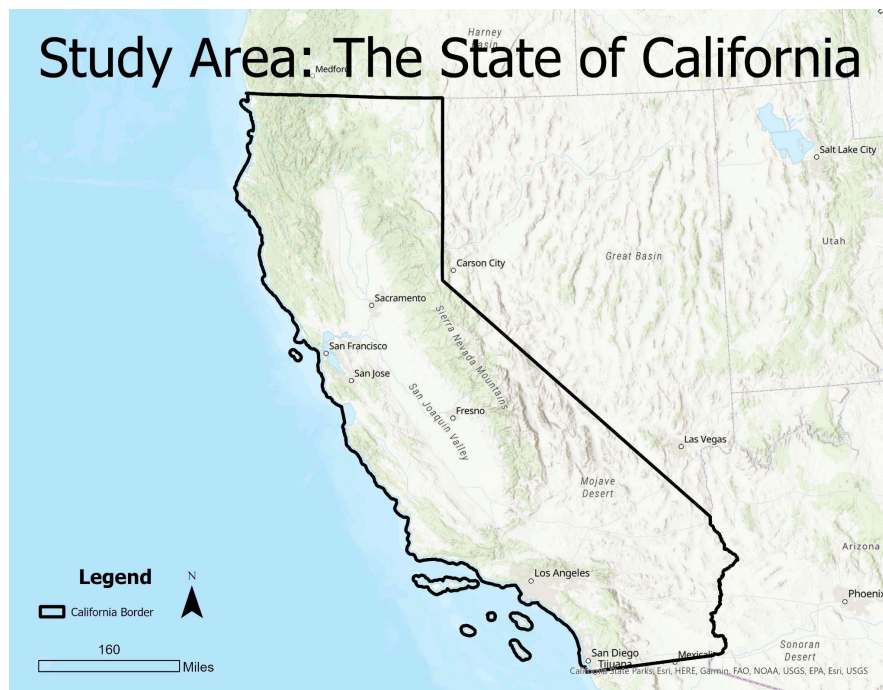 Study Area: The State of California
Harney
Basin
Medford
Salt Lake City
Utah
Carson City
Great Basin
Sacramento
Sierra Nevada Mountains
San Francisco
San Jose
San Joaquin Valley
Fresno
Las Vegas
Mojave
Desert
Arizona
Los Angeles
Phoenix
Legend
N
California Border
160
Miles
San Diego
Tijuana
Mexicali
Sonoran
Desert
California State Parks, Esri, HERE, Garmin, FAO, NOAA, USGS, EPA, Esri, USGS